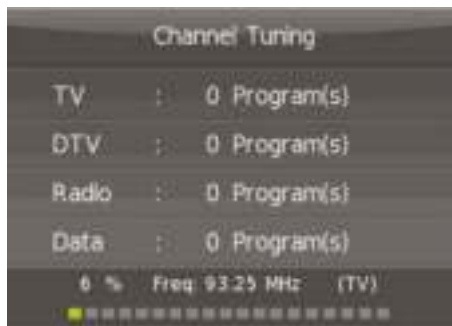 Channel Tuning
TV : 0 Program(s)
DTV : 0 Program(s)
Radio : 0 Program(s)
Data : 0 Program(s)
6 % Freq 93.25 MHz (TV)